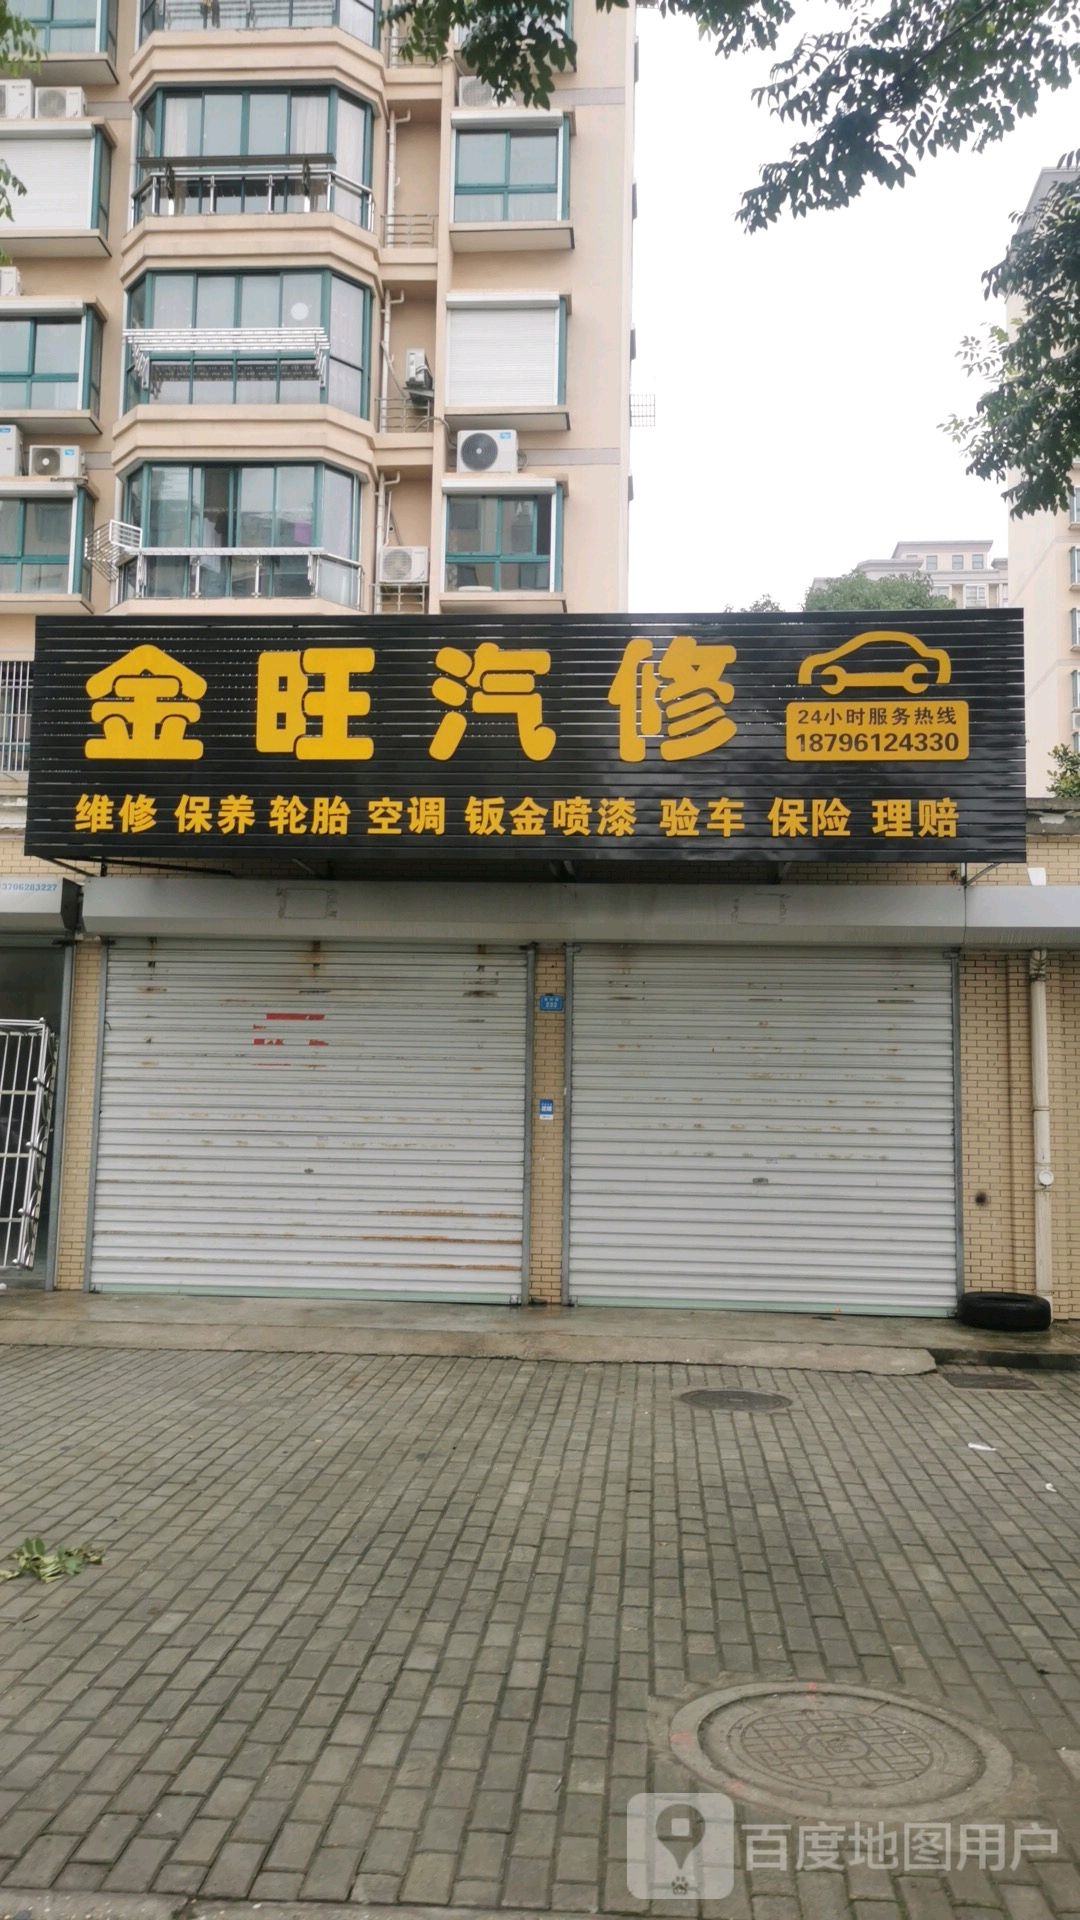 金旺汽修
24小时服务热线
18796124330
维修 保养 轮胎 空调 钣金喷漆 验车 保险 理赔
3706283227
百度地图用户